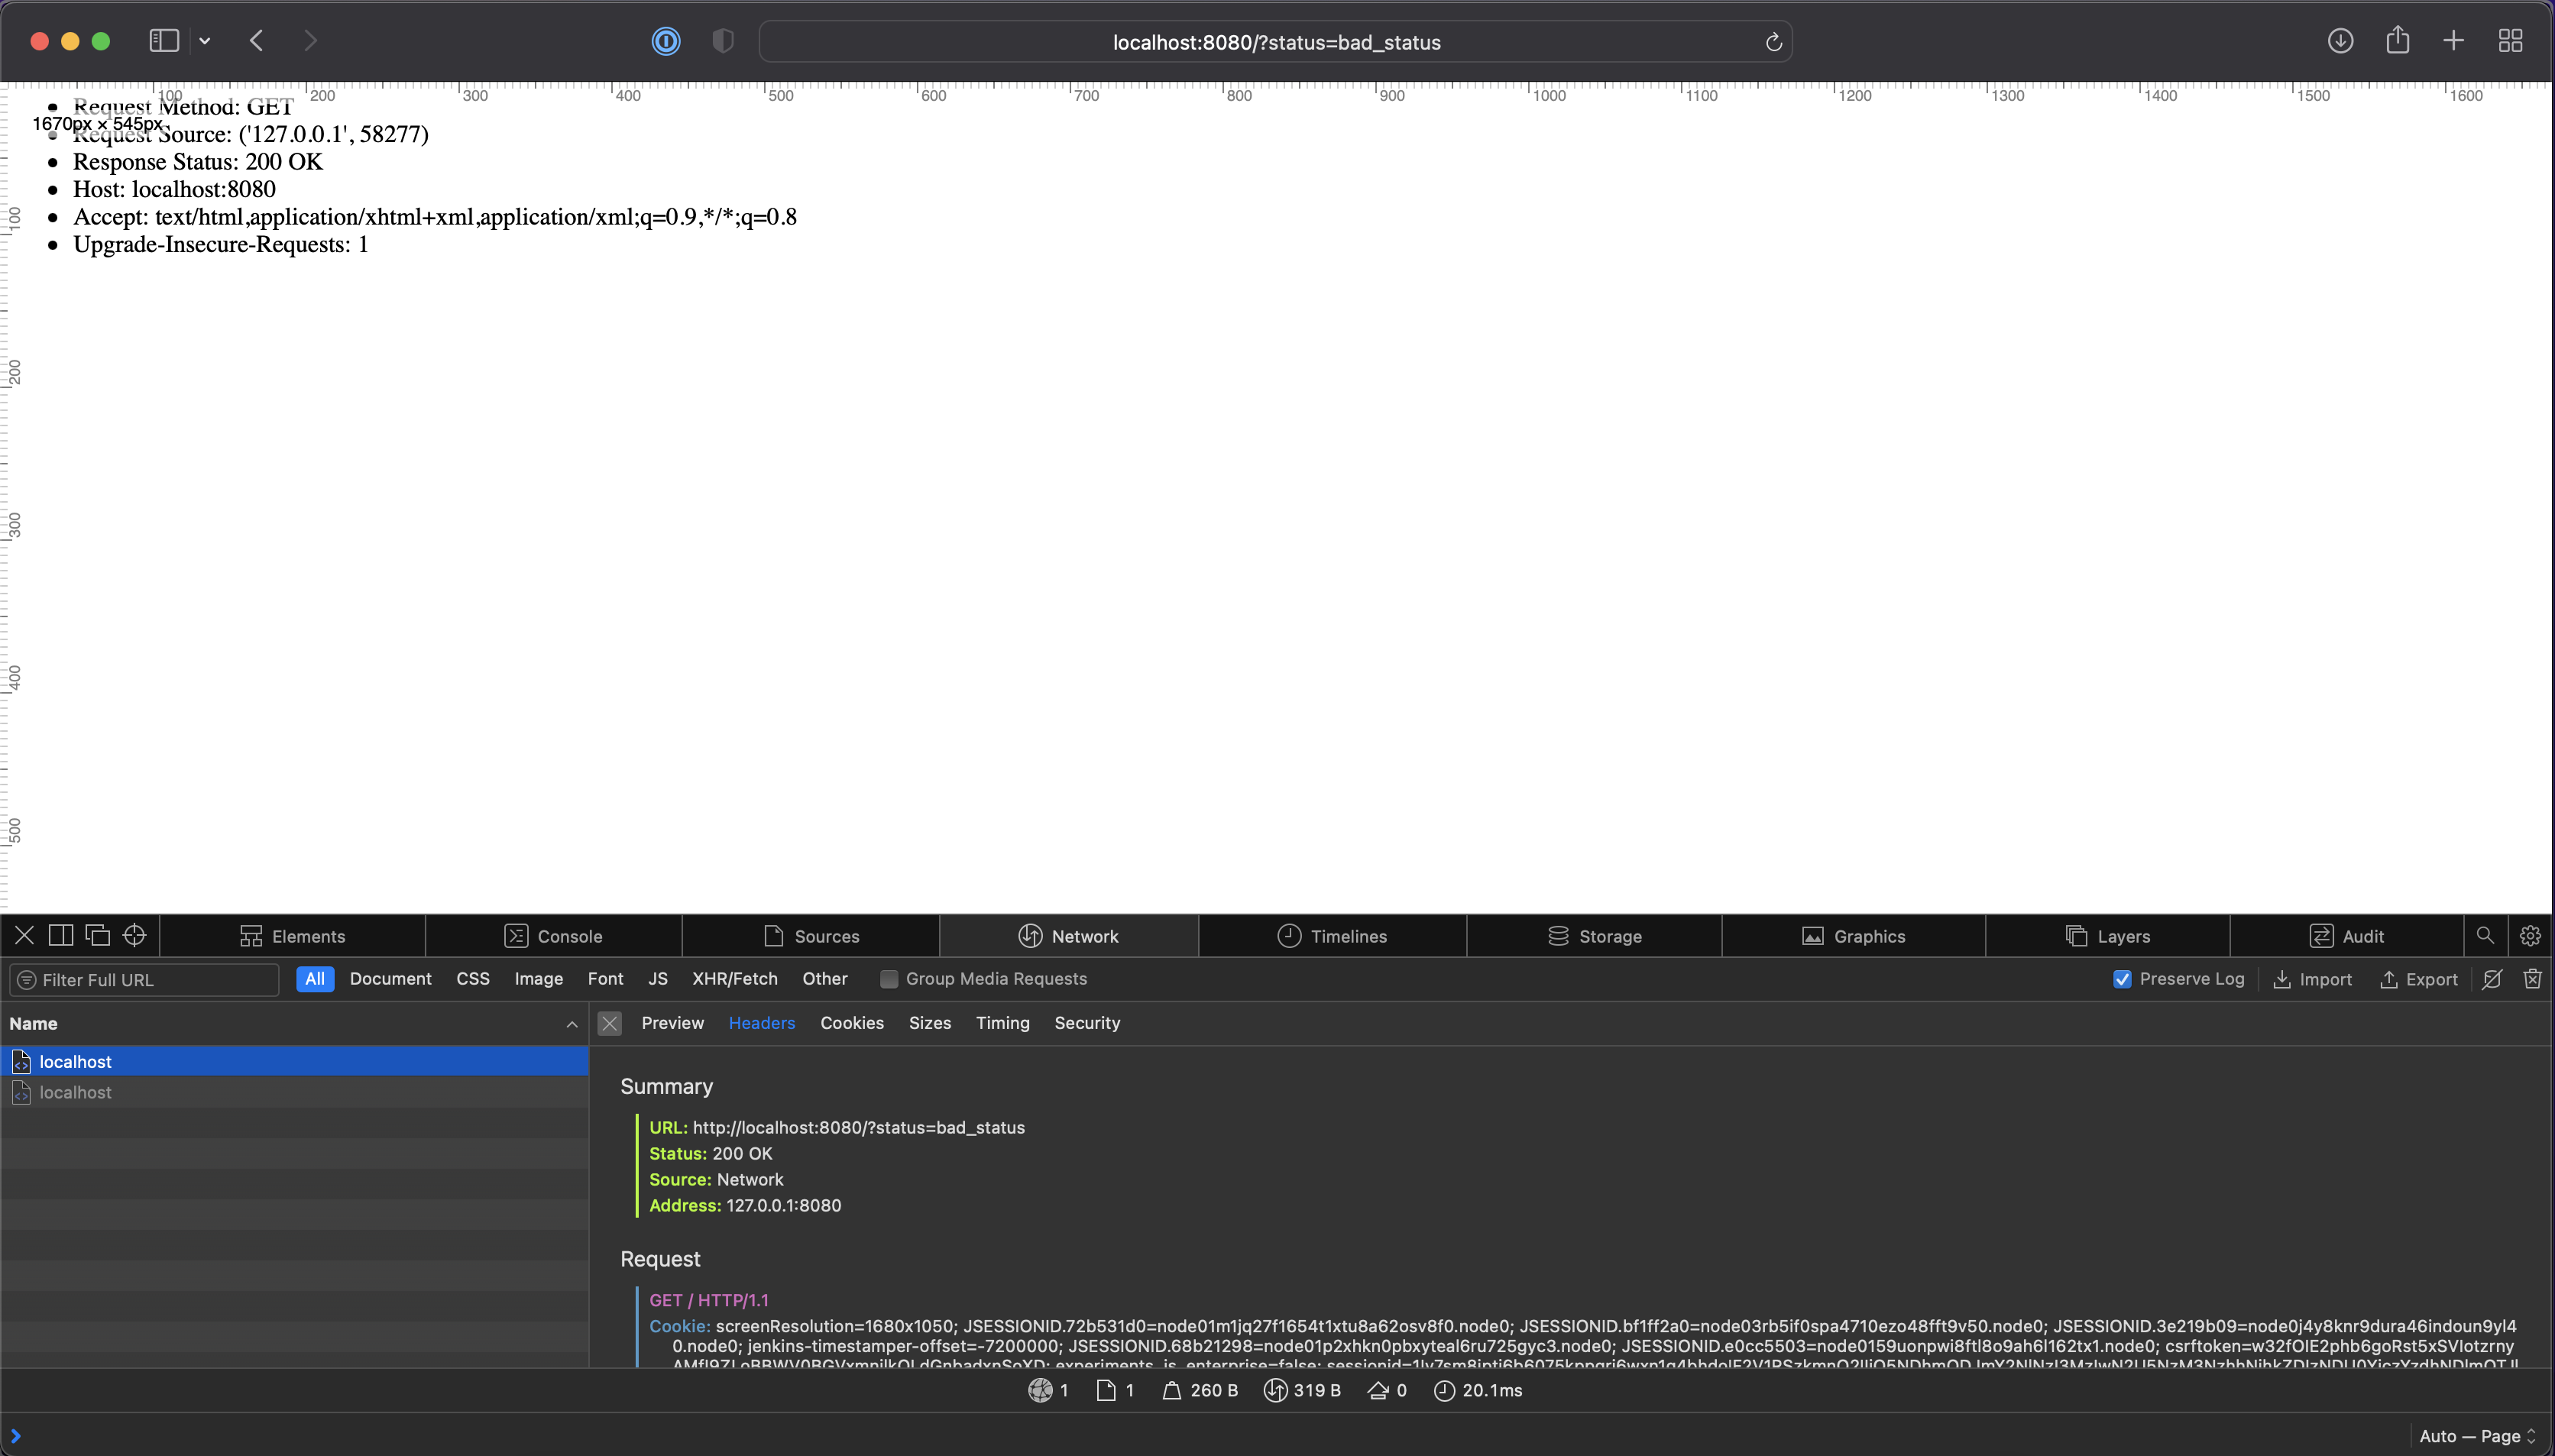 localhost:8080/?status=bad_status
100 200 300 400 500 600 700 800 900 1000 1100 1200 1300 1400 1500 1600
Request Method: GET
1670px × 545px
Request Source: ('127.0.0.1', 58277)
Response Status: 200 OK
Host: localhost:8080
Accept: text/html,application/xhtml+xml,application/xml;q=0.9,*/*;q=0.8
Upgrade-Insecure-Requests: 1
100
200
300
400
500
Elements Console Sources Network Timelines Storage Graphics Layers Audit
Filter Full URL All Document CSS Image Font JS XHR/Fetch Other Group Media Requests Preserve Log Import Export
Name Preview Headers Cookies Sizes Timing Security
localhost
localhost
Summary
URL: http://localhost:8080/?status=bad_status
Status: 200 OK
Source: Network
Address: 127.0.0.1:8080
Request
GET / HTTP/1.1
Cookie: screenResolution=1680x1050; JSESSIONID.72b531d0=node01m1jq27f1654t1xtu8a62osv8f0.node0; JSESSIONID.bf1ff2a0=node03rb5if0spa4710ezo48fft9v50.node0; JSESSIONID.3e219b09=node0j4y8knr9dura46indoun9yl4
0.node0; jenkins-timestamper-offset=-7200000; JSESSIONID.68b21298=node01p2xhkn0pbxyteal6ru725gyc3.node0; JSESSIONID.e0cc5503=node0159uonpwi8ftl8o9ah6l162tx1.node0; csrftoken=w32fOIE2phb6goRst5xSVIotzrny
experiments_is_enterprise=false;
1 1 260 B 319 B 0 20.1ms
Auto — Page